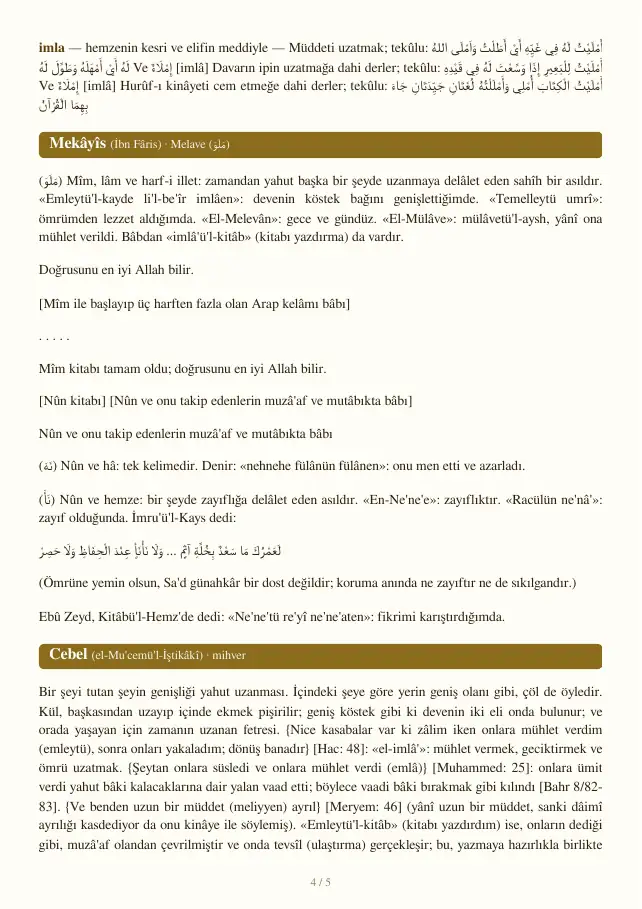 imla — hemzenin kesri ve elifin meddiyle — Müddeti uzatmak; tekûlu: أَمْلَيْتُ لَهُ فِي غَيِّهِ أَيْ أَطَلْتُ وَأَمْلَى اللهُ
لَهُ أَيْ أَمْهَلَهُ وَطَوَّلَ لَهُ Ve إِمْلَاءٌ [imlâ] Davarın ipin uzatmağa dahi derler; tekûlu: أَمْلَيْتُ لِلْبَعِيرِ إِذَا وَسَّعْتَ لَهُ فِي قَيْدِهِ
Ve إِمْلَاءٌ [imlâ] Hurûf-ı kinâyeti cem etmeğe dahi derler; tekûlu: أَمْلَيْتُ الْكِتَابَ أُمْلِي وَأَمْلَلْتُهُ لُغَتَانِ جَيِّدَتَانِ جَاءَ
بِهِمَا الْقُرْآنُ
Mekâyîs (İbn Fâris) · Melave (مَلَوَ)
(مَلَوَ) Mîm, lâm ve harf-i illet: zamandan yahut başka bir şeyde uzanmaya delâlet eden sahîh bir asıldır.
«Emleytü'l-kayde li'l-be'îr imlâen»: devenin köstek bağını genişlettiğimde. «Temelleytü umrî»:
ömrümden lezzet aldığımda. «El-Melevân»: gece ve gündüz. «El-Mülâve»: mülâvetü'l-aysh, yânî ona
mühlet verildi. Bâbdan «imlâ'ü'l-kitâb» (kitabı yazdırma) da vardır.
Doğrusunu en iyi Allah bilir.
[Mîm ile başlayıp üç harften fazla olan Arap kelâmı bâbı]
. . . . .
Mîm kitabı tamam oldu; doğrusunu en iyi Allah bilir.
[Nûn kitabı] [Nûn ve onu takip edenlerin muzâ'af ve mutâbıkta bâbı]
Nûn ve onu takip edenlerin muzâ'af ve mutâbıkta bâbı
(نَهَ) Nûn ve hâ: tek kelimedir. Denir: «nehnehe fülânün fülânen»: onu men etti ve azarladı.
(نَأَ) Nûn ve hemze: bir şeyde zayıflığa delâlet eden asıldır. «En-Ne'ne'e»: zayıflıktır. «Racülün ne'nâ'»:
zayıf olduğunda. İmru'ü'l-Kays dedi:
لَعَمْرُكَ مَا سَعْدٌ بِخُلَّةِ آثِمٍ ... وَلَا نَأْنَإٍ عِنْدَ الْحِفَاظِ وَلَا حَصِرْ
(Ömrüne yemin olsun, Sa'd günahkâr bir dost değildir; koruma anında ne zayıftır ne de sıkılgandır.)
Ebû Zeyd, Kitâbü'l-Hemz'de dedi: «Ne'ne'tü re'yî ne'ne'aten»: fikrimi karıştırdığımda.
Cebel (el-Mu'cemü'l-İştikâkî) · mihver
Bir şeyi tutan şeyin genişliği yahut uzanması. İçindeki şeye göre yerin geniş olanı gibi, çöl de öyledir.
Kül, başkasından uzayıp içinde ekmek pişirilir; geniş köstek gibi ki devenin iki eli onda bulunur; ve
orada yaşayan için zamanın uzanan fetresi. {Nice kasabalar var ki zâlim iken onlara mühlet verdim
(emleytü), sonra onları yakaladım; dönüş banadır} [Hac: 48]: «el-imlâ'»: mühlet vermek, geciktirmek ve
ömrü uzatmak. {Şeytan onlara süsledi ve onlara mühlet verdi (emlâ)} [Muhammed: 25]: onlara ümit
verdi yahut bâki kalacaklarına dair yalan vaad etti; böylece vaadi bâki bırakmak gibi kılındı [Bahr 8/82-
83]. {Ve benden uzun bir müddet (meliyyen) ayrıl} [Meryem: 46] (yânî uzun bir müddet, sanki dâimî
ayrılığı kasdediyor da onu kinâye ile söylemiş). «Emleytü'l-kitâb» (kitabı yazdırdım) ise, onların dediği
gibi, muzâ'af olandan çevrilmiştir ve onda tevsîl (ulaştırma) gerçekleşir; bu, yazmaya hazırlıkla birlikte
4 / 5